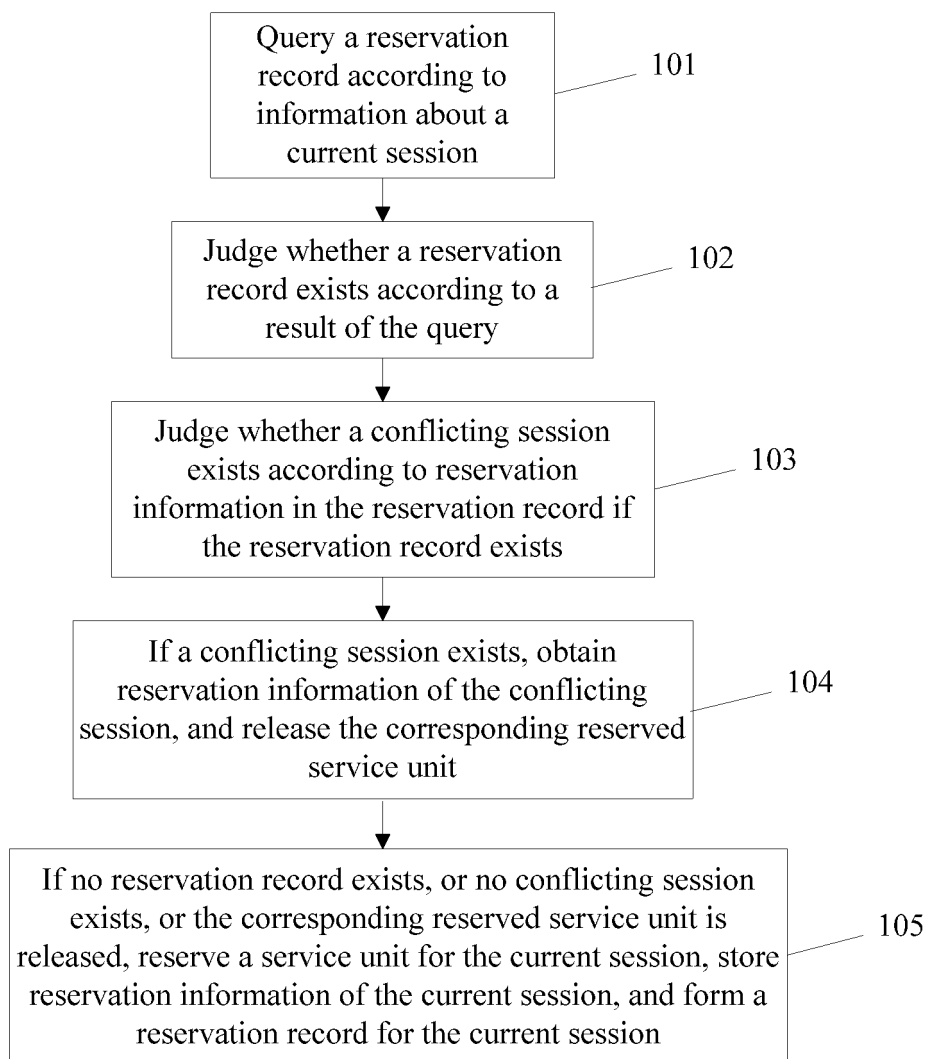 Query a reservation
record according to
information about a
current session
101
Judge whether a reservation
record exists according to a
result of the query
102
Judge whether a conflicting session
exists according to reservation
information in the reservation record if
the reservation record exists
103
If a conflicting session exists, obtain
reservation information of the conflicting
session, and release the corresponding reserved
service unit
104
If no reservation record exists, or no conflicting session
exists, or the corresponding reserved service unit is
released, reserve a service unit for the current session, store
reservation information of the current session, and form a
reservation record for the current session
105